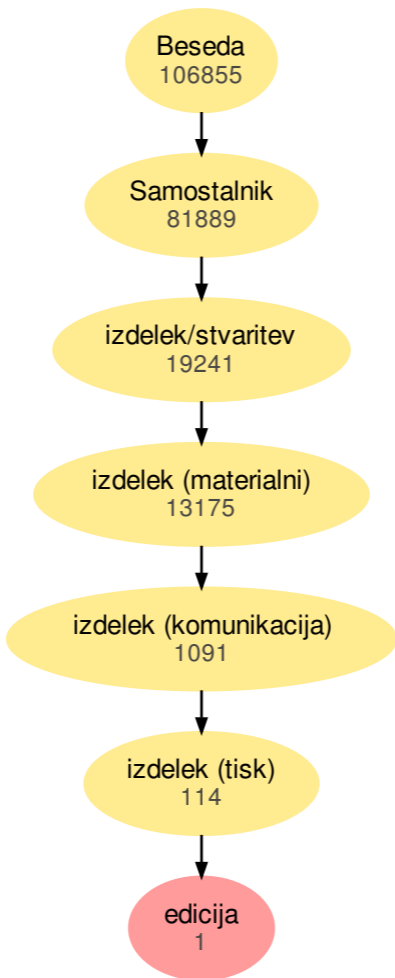 Beseda
106855
Samostalnik
81889
izdelek/stvaritev
19241
izdelek (materialni)
13175
izdelek (komunikacija)
1091
izdelek (tisk)
114
edicija
1